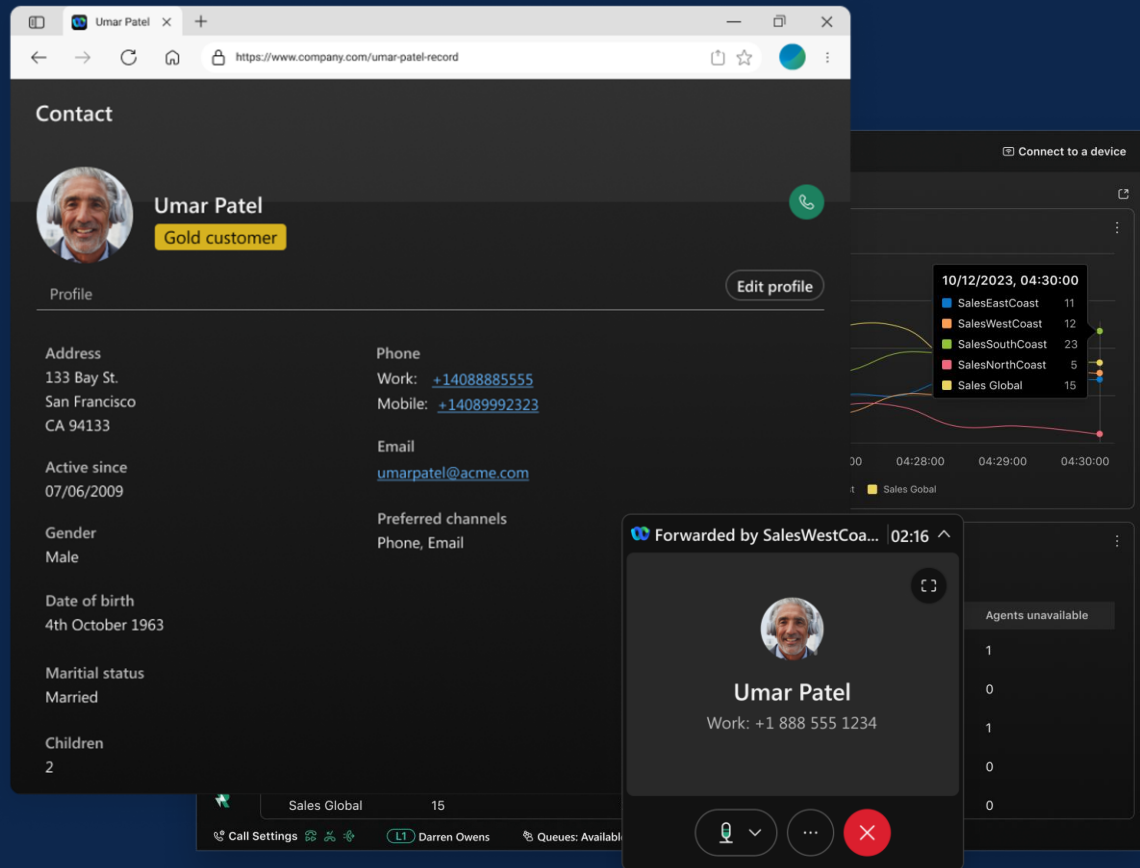 Umar Patel
https://www.company.com/umar-patel-record
Contact
Umar Patel
Gold customer
Profile
Edit profile
Address
133 Bay St.
San Francisco
CA 94133
Active since
07/06/2009
Gender
Male
Date of birth
4th October 1963
Maritial status
Married
Children
2
Phone
Work: +14088885555
Mobile: +14089992323
Email
umarpatel@acme.com
Preferred channels
Phone, Email
Connect to a device
10/12/2023, 04:30:00
SalesEastCoast 11
SalesWestCoast 12
SalesSouthCoast 23
SalesNorthCoast 5
Sales Global 15
00 04:28:00 04:29:00 04:30:00
st Sales Gobal
Forwarded by SalesWestCoa... 02:16
Umar Patel
Work: +1 888 555 1234
Agents unavailable
1
0
1
0
0
Sales Global 15
Call Settings L1 Darren Owens Queues: Availabl